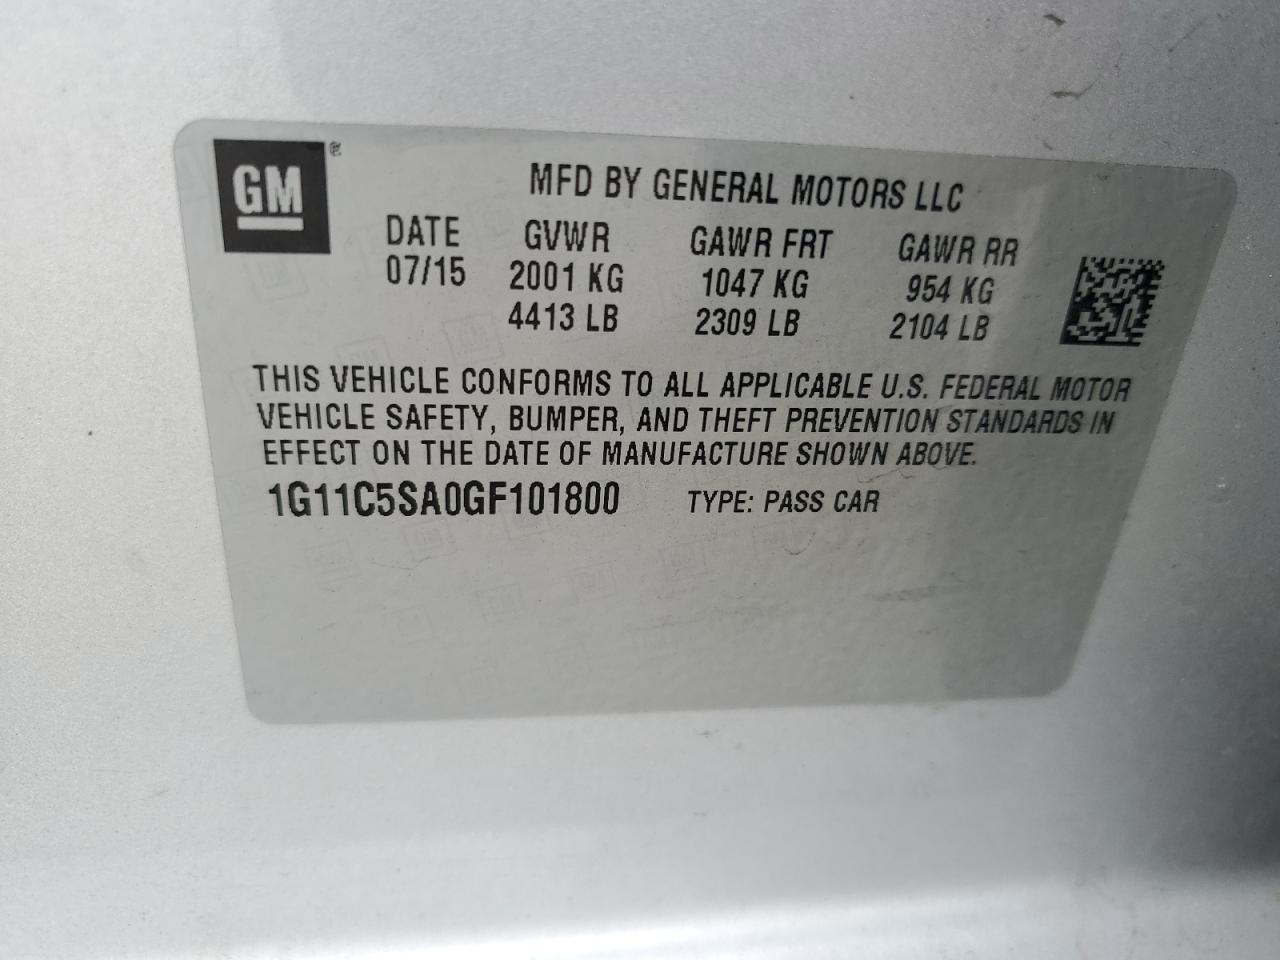 GM®
MFD BY GENERAL MOTORS LLC
DATE GVWR GAWR FRT GAWR RR
07/15 2001 KG 1047 KG 954 KG
4413 LB 2309 LB 2104 LB
THIS VEHICLE CONFORMS TO ALL APPLICABLE U.S. FEDERAL MOTOR
VEHICLE SAFETY, BUMPER, AND THEFT PREVENTION STANDARDS IN
EFFECT ON THE DATE OF MANUFACTURE SHOWN ABOVE.
1G11C5SA0GF101800 TYPE: PASS CAR